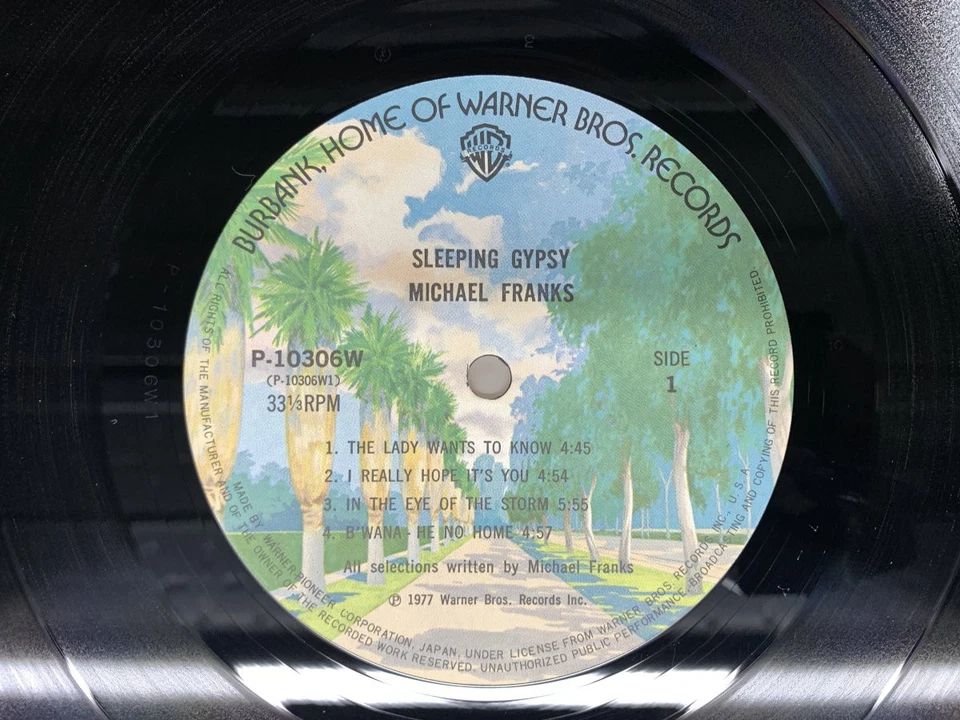 BURBANK, HOME OF WARNER BROS. RECORDS
WB
RECORDS
SLEEPING GYPSY
MICHAEL FRANKS
P-10306W
(P-10306W1)
33⅓RPM
SIDE
1
1. THE LADY WANTS TO KNOW 4:45
2. I REALLY HOPE IT'S YOU 4:54
3. IN THE EYE OF THE STORM 5:55
4. B'WANA - HE NO HOME 4:57
All selections written by Michael Franks
℗ 1977 Warner Bros. Records Inc.
MADE BY WARNER-PIONEER CORPORATION, JAPAN, UNDER LICENSE FROM WARNER BROS. RECORDS INC., U.S.A.
ALL RIGHTS OF THE MANUFACTURER AND OF THE OWNER OF THE RECORDED WORK RESERVED. UNAUTHORIZED PUBLIC PERFORMANCE, BROADCASTING AND COPYING OF THIS RECORD PROHIBITED.
P-10306W1